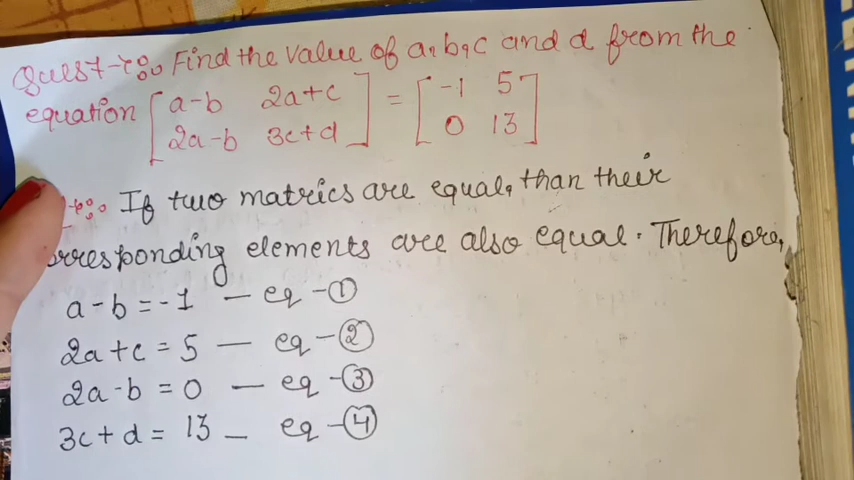 Quest→1:⁚ Find the value of a, b, c and d from the
equation [a-b 2a+c] = [-1 5]
[2a-b 3c+d] [0 13]
If two matrics are equal, than their
orresponding elements are also equal. Therefore,
a-b = -1 — eq-①
2a+c = 5 — eq-②
2a-b = 0 — eq-③
3c+d = 13 — eq-④